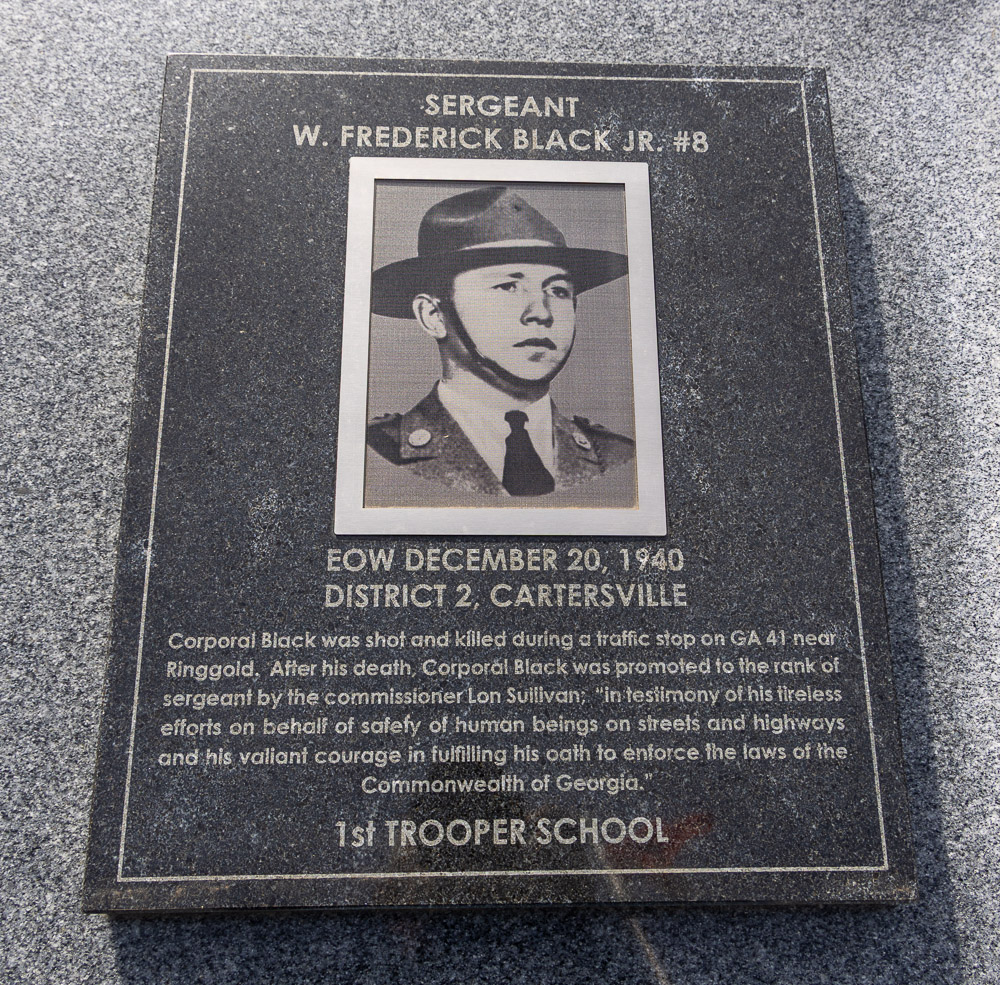 SERGEANT
W. FREDERICK BLACK JR. #8
EOW DECEMBER 20, 1940
DISTRICT 2, CARTERSVILLE
Corporal Black was shot and killed during a traffic stop on GA 41 near
Ringgold. After his death, Corporal Black was promoted to the rank of
sergeant by the commissioner Lon Sullivan; "in testimony of his tireless
efforts on behalf of safety of human beings on streets and highways
and his valiant courage in fulfilling his oath to enforce the laws of the
Commonwealth of Georgia."
1st TROOPER SCHOOL